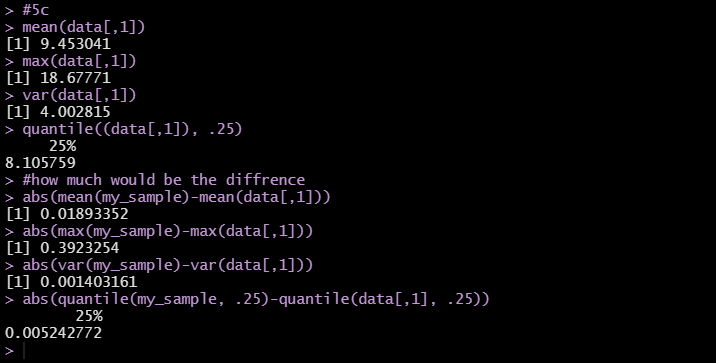 > #5c
> mean(data[,1])
[1] 9.453041
> max(data[,1])
[1] 18.67771
> var(data[,1])
[1] 4.002815
> quantile((data[,1]), .25)
     25%
8.105759
> #how much would be the diffrence
> abs(mean(my_sample)-mean(data[,1]))
[1] 0.01893352
> abs(max(my_sample)-max(data[,1]))
[1] 0.3923254
> abs(var(my_sample)-var(data[,1]))
[1] 0.001403161
> abs(quantile(my_sample, .25)-quantile(data[,1], .25))
        25%
0.005242772
>